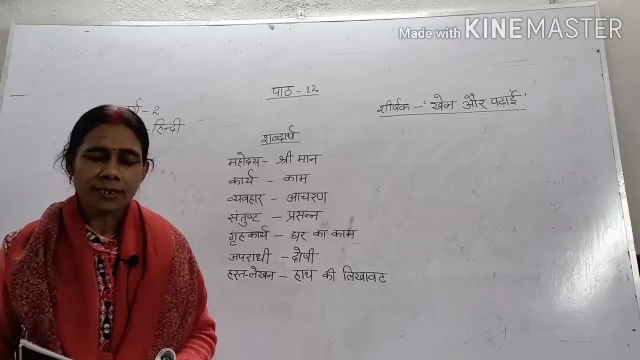 Made with KINEMASTER
पाठ - 12
शीर्षक - 'खेल और पढ़ाई'
- 2
हिन्दी
शब्दार्थ
महोदय - श्री मान
कार्य - काम
व्यवहार - आचरण
संतुष्ट - प्रसन्न
गृहकार्य - घर का काम
अपराधी - दोषी
हस्त-लेखन - हाथ की लिखावट